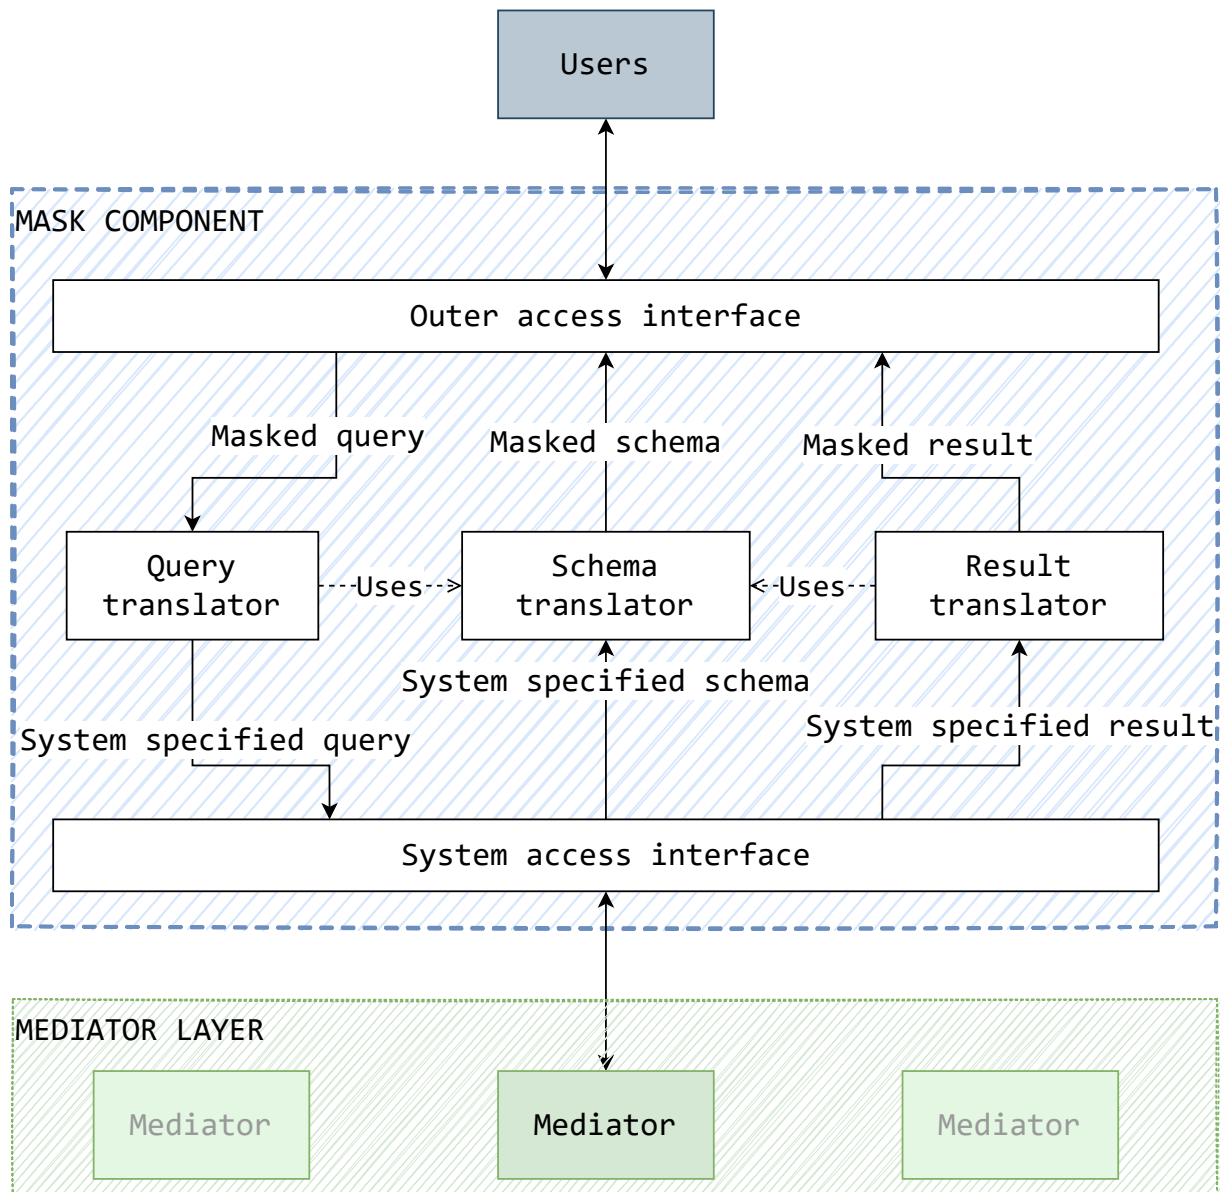 Users
MASK COMPONENT
Outer access interface
Masked query
Masked schema
Masked result
Query
translator
Uses
Schema
translator
Uses
Result
translator
System specified schema
System specified query
System specified result
System access interface
MEDIATOR LAYER
Mediator
Mediator
Mediator